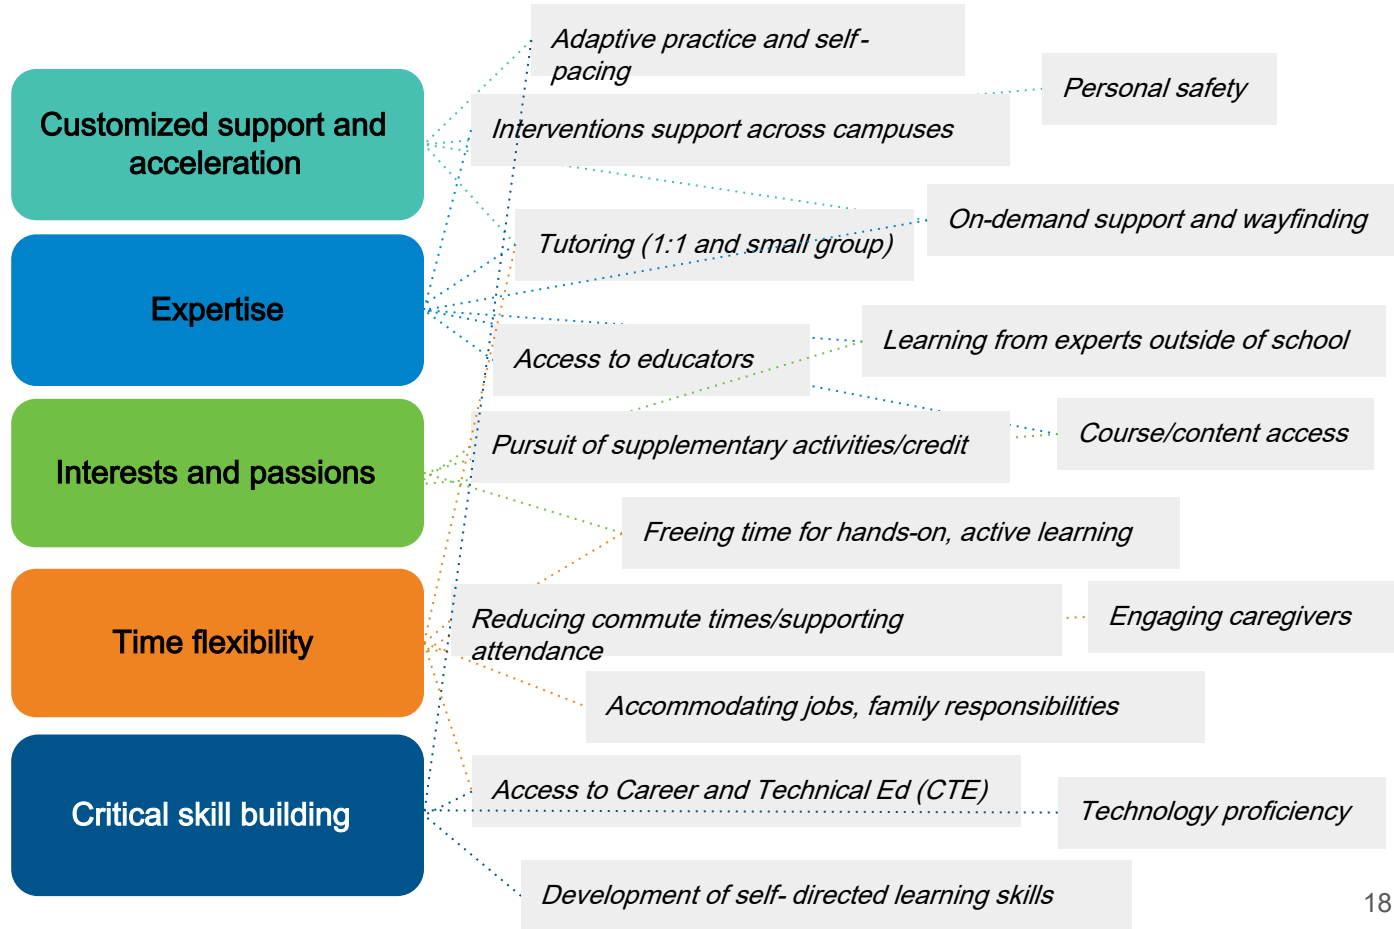 Customized support and
acceleration
Expertise
Interests and passions
Time flexibility
Critical skill building
Adaptive practice and self-
pacing
Personal safety
Interventions support across campuses
On-demand support and wayfinding
Tutoring (1:1 and small group)
Learning from experts outside of school
Access to educators
Course/content access
Pursuit of supplementary activities/credit
Freeing time for hands-on, active learning
Reducing commute times/supporting
attendance
Engaging caregivers
Accommodating jobs, family responsibilities
Access to Career and Technical Ed (CTE)
Technology proficiency
Development of self- directed learning skills
18